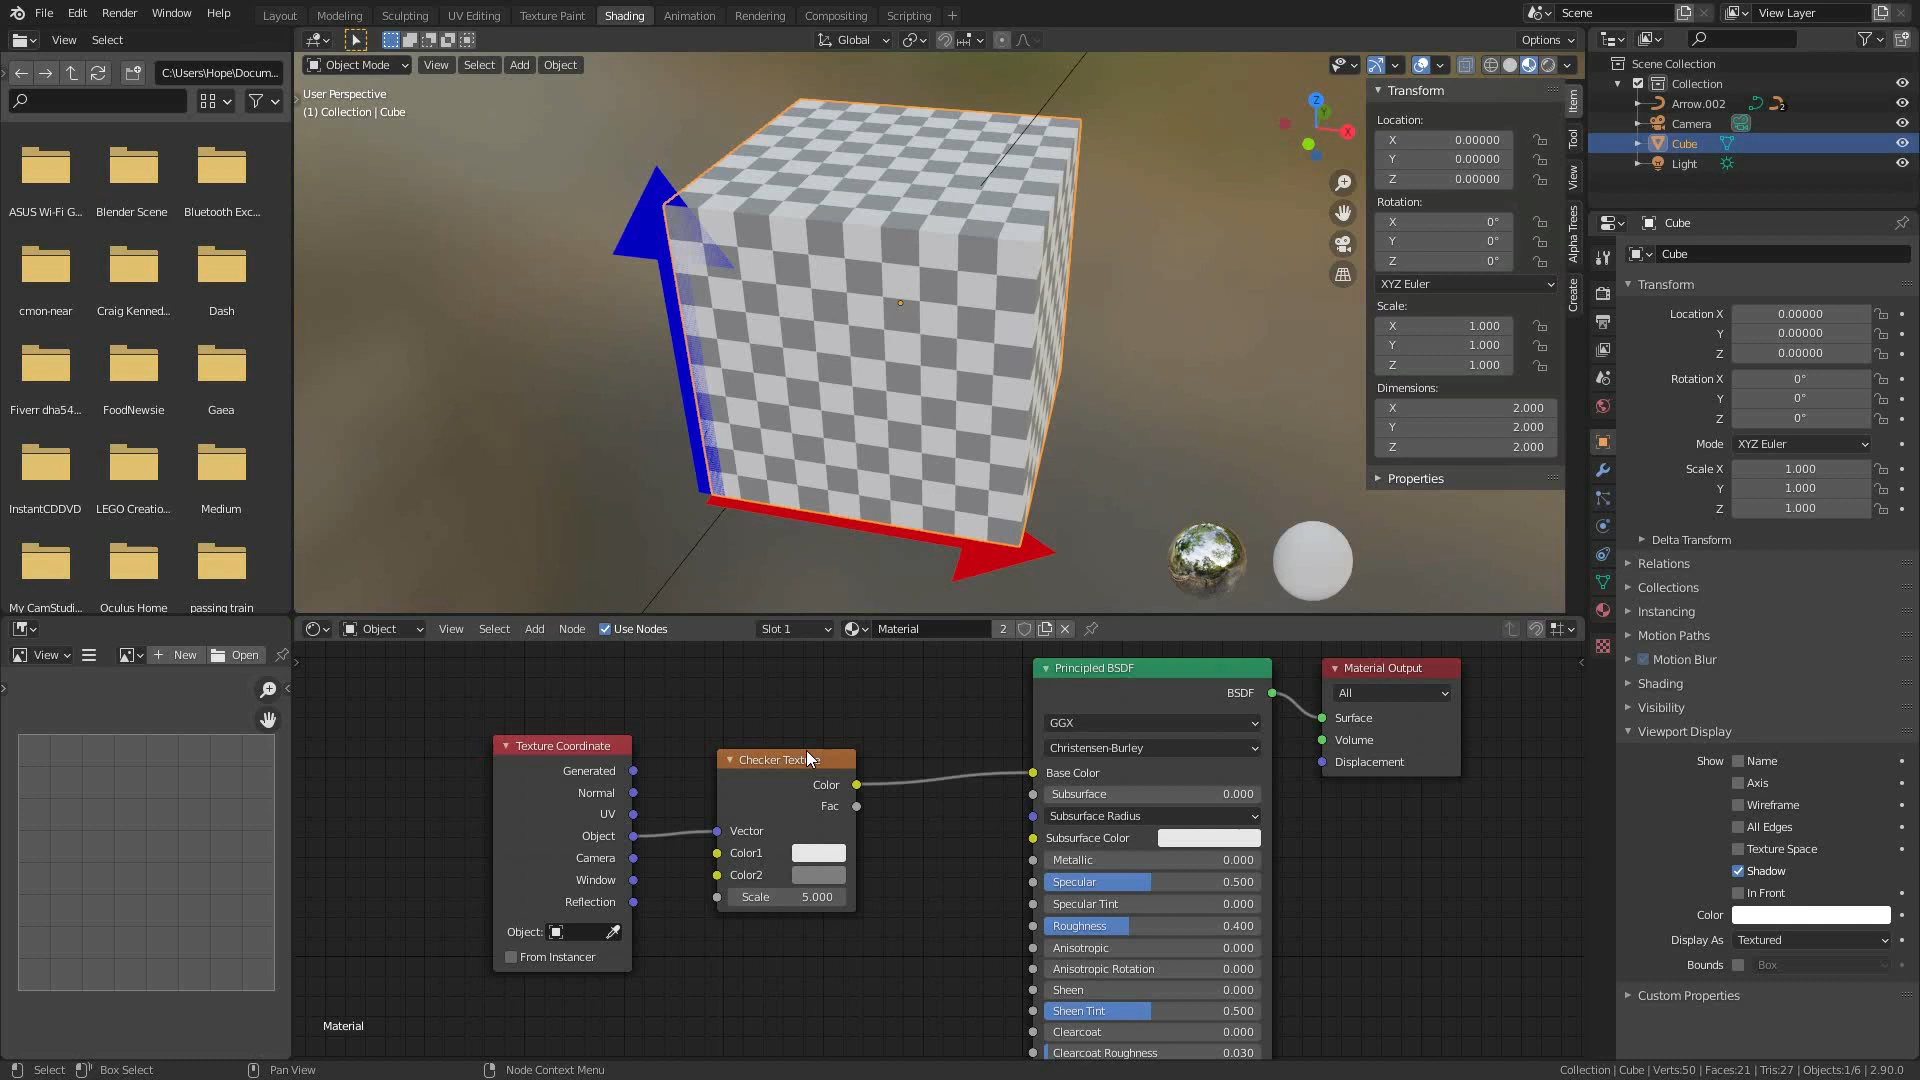 File Edit Render Window Help Layout Modeling Sculpting UV Editing Texture Paint Shading Animation Rendering Compositing Scripting + Scene View Layer
View Select Global Options
C:\Users\Hope\Docum...
Object Mode View Select Add Object
User Perspective
(1) Collection | Cube
ASUS Wi-Fi G... Blender Scene Bluetooth Exc...
cmon-near Craig Kenned... Dash
Fiverr dha54... FoodNewsie Gaea
InstantCDDVD LEGO Creatio... Medium
My CamStudi... Oculus Home passing train
Z
Y
X
Transform
Location:
X 0.00000
Y 0.00000
Z 0.00000
Rotation:
X 0°
Y 0°
Z 0°
XYZ Euler
Scale:
X 1.000
Y 1.000
Z 1.000
Dimensions:
X 2.000
Y 2.000
Z 2.000
Properties
Item
Tool
View
Alpha Trees
Create
Scene Collection
Collection
Arrow.002 2
Camera
Cube
Light
Cube
Cube
Transform
Location X 0.00000
Y 0.00000
Z 0.00000
Rotation X 0°
Y 0°
Z 0°
Mode XYZ Euler
Scale X 1.000
Y 1.000
Z 1.000
Delta Transform
Relations
Collections
Instancing
Motion Paths
Motion Blur
Shading
Visibility
Viewport Display
Show Name
Axis
Wireframe
All Edges
Texture Space
Shadow
In Front
Color
Display As Textured
Bounds Box
Custom Properties
View New Open
Object View Select Add Node Use Nodes Slot 1 Material 2
Texture Coordinate
Generated
Normal
UV
Object
Camera
Window
Reflection
Object:
From Instancer
Checker Texture
Color
Fac
Vector
Color1
Color2
Scale 5.000
Principled BSDF
BSDF
GGX
Christensen-Burley
Base Color
Subsurface 0.000
Subsurface Radius
Subsurface Color
Metallic 0.000
Specular 0.500
Specular Tint 0.000
Roughness 0.400
Anisotropic 0.000
Anisotropic Rotation 0.000
Sheen 0.000
Sheen Tint 0.500
Clearcoat 0.000
Clearcoat Roughness 0.030
Material Output
All
Surface
Volume
Displacement
Material
Select Box Select Pan View Node Context Menu Collection | Cube | Verts:50 | Faces:21 | Tris:27 | Objects:1/6 | 2.90.0